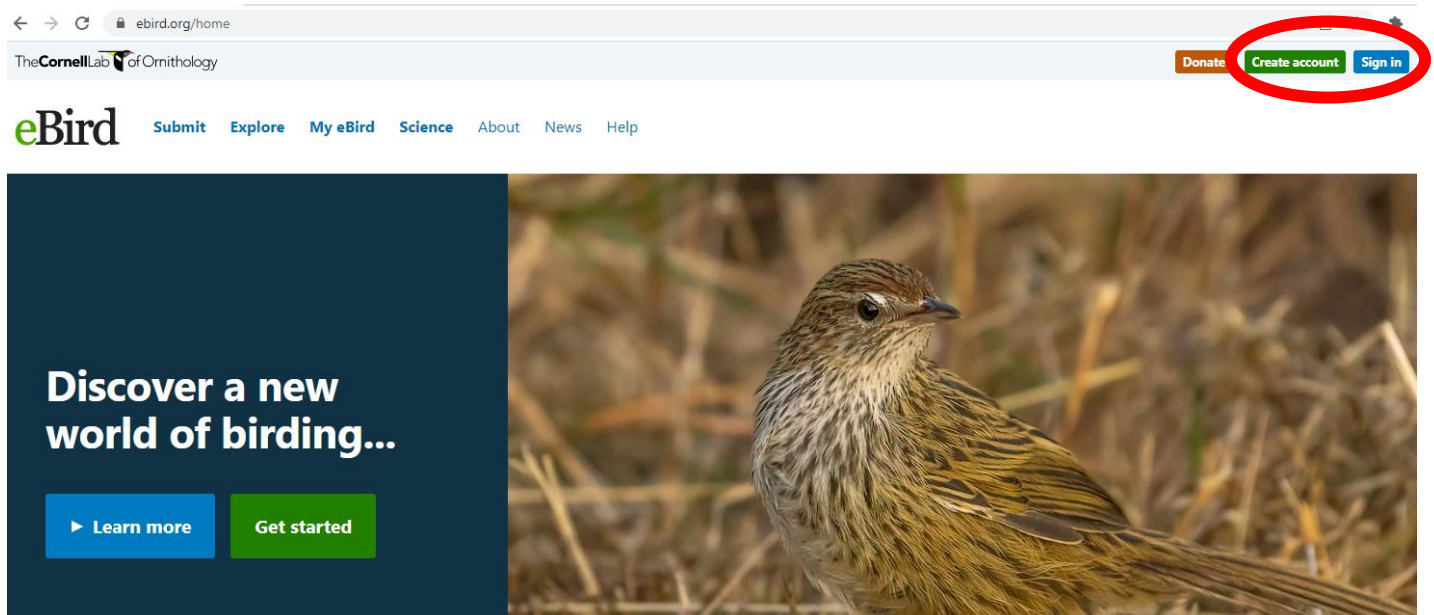 ebird.org/home
TheCornellLab of Ornithology
Donate Create account Sign in
eBird Submit Explore My eBird Science About News Help
Discover a new
world of birding...
Learn more Get started